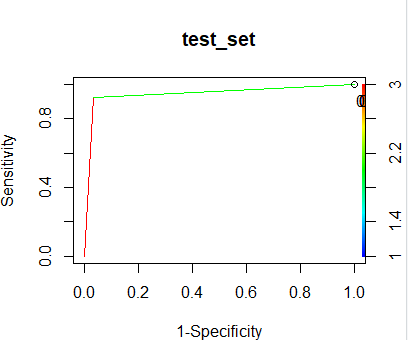 test_set
Sensitivity
0.0 0.4 0.8
1 1.4 2.2 3
0.0 0.2 0.4 0.6 0.8 1.0
1-Specificity